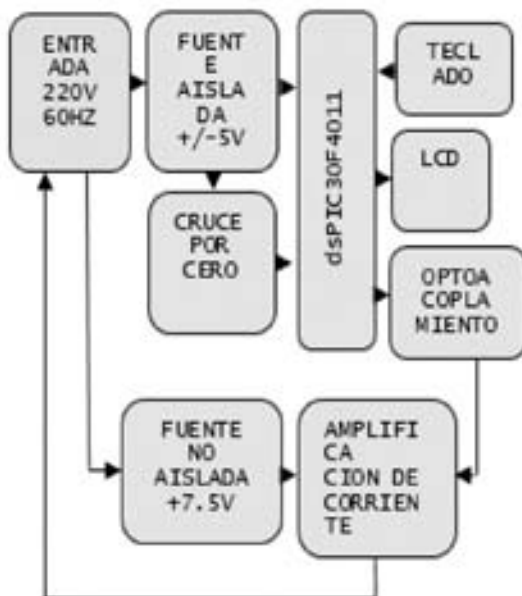 ENTR
ADA
220V
60HZ
FUENT
E
AISLA
DA
+/-5V
dsPIC30F4011
TECL
ADO
LCD
CRUCE
POR
CERO
OPTOA
COPLA
MIENTO
FUENTE
NO
AISLADA
+7.5V
AMPLIFI
CA
CION DE
CORRIEN
TE